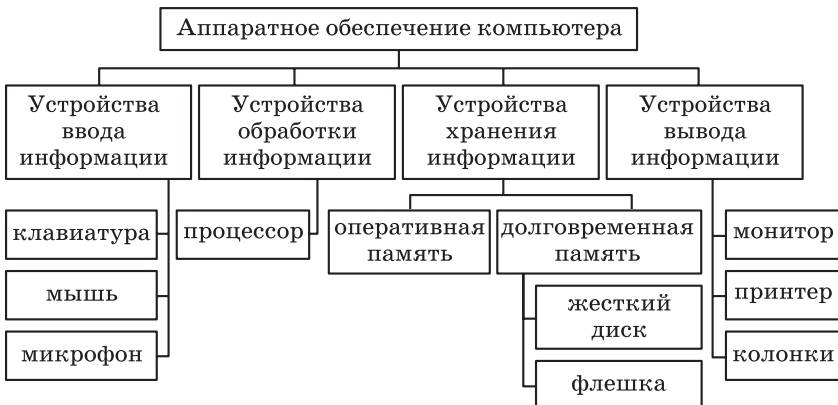 Аппаратное обеспечение компьютера
Устройства
ввода
информации
Устройства
обработки
информации
Устройства
хранения
информации
Устройства
вывода
информации
клавиатура
мышь
микрофон
процессор
оперативная
память
долговременная
память
жесткий
диск
флешка
монитор
принтер
колонки